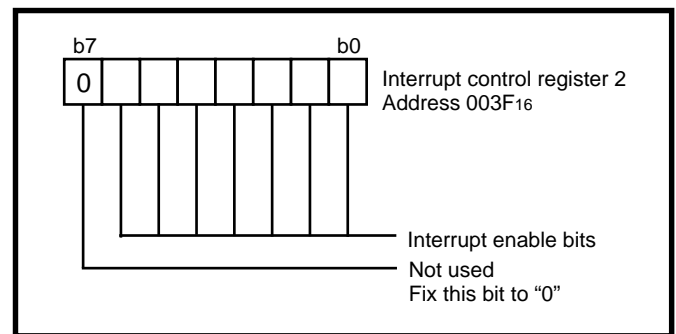 b7 b0
0
Interrupt control register 2
Address 003F16
Interrupt enable bits
Not used
Fix this bit to “0”